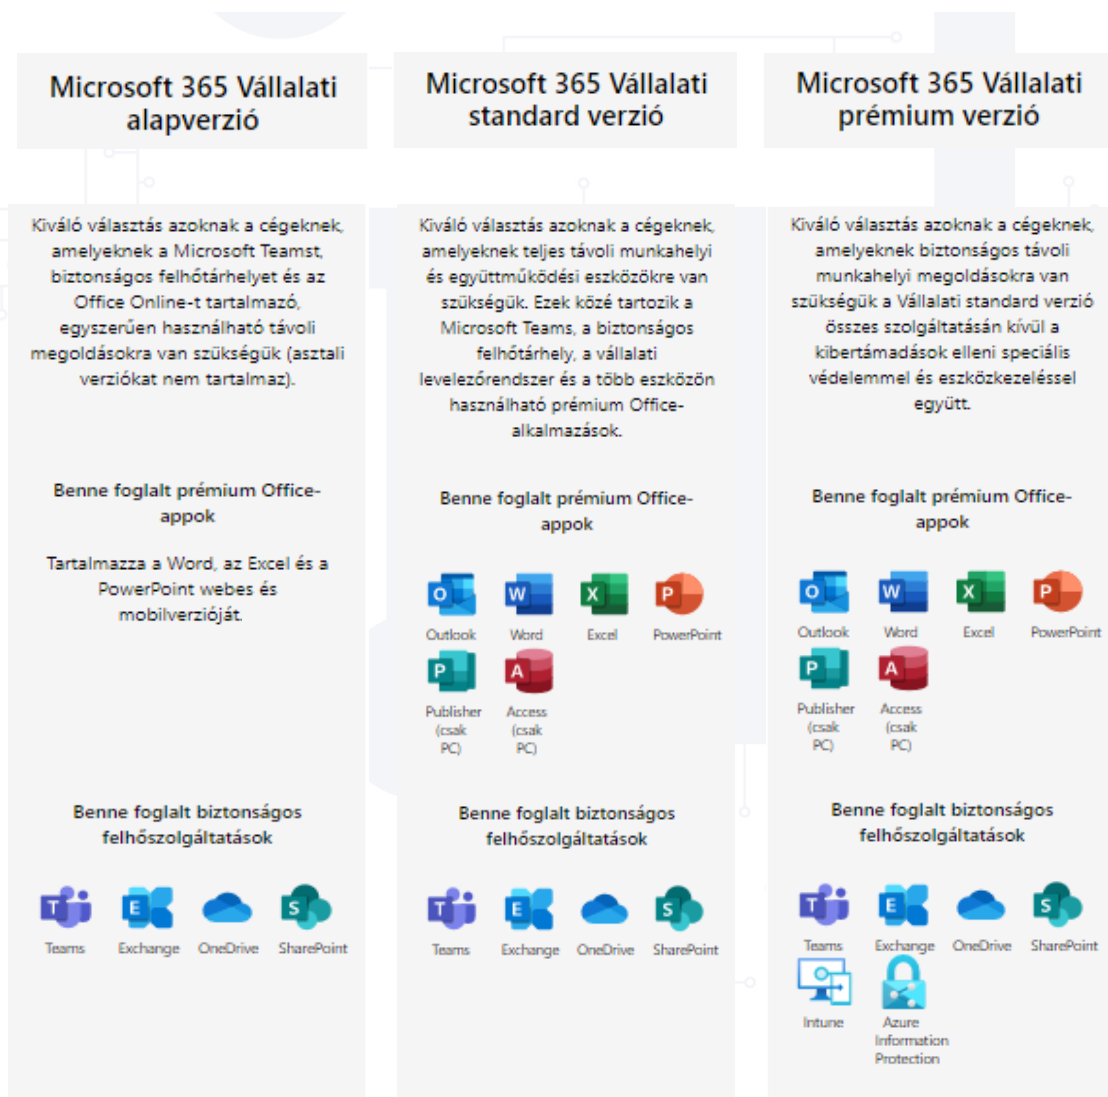 Microsoft 365 Vállalati
alapverzió
Kiváló választás azoknak a cégeknek,
amelyeknek a Microsoft Teamst,
biztonságos felhőtárhelyet és az
Office Online-t tartalmazó,
egyszerűen használható távoli
megoldásokra van szükségük (asztali
verziókat nem tartalmaz).
Benne foglalt prémium Office-
appok
Tartalmazza a Word, az Excel és a
PowerPoint webes és
mobilverzióját.
Benne foglalt biztonságos
felhőszolgáltatások
Teams Exchange OneDrive SharePoint
Microsoft 365 Vállalati
standard verzió
Kiváló választás azoknak a cégeknek,
amelyeknek teljes távoli munkahelyi
és együttműködési eszközökre van
szükségük. Ezek közé tartozik a
Microsoft Teams, a biztonságos
felhőtárhely, a vállalati
levelezőrendszer és a több eszközön
használható prémium Office-
alkalmazások.
Benne foglalt prémium Office-
appok
Outlook Word Excel PowerPoint
Publisher Access
(csak (csak
PC) PC)
Benne foglalt biztonságos
felhőszolgáltatások
Teams Exchange OneDrive SharePoint
Microsoft 365 Vállalati
prémium verzió
Kiváló választás azoknak a cégeknek,
amelyeknek biztonságos távoli
munkahelyi megoldásokra van
szükségük a Vállalati standard verzió
összes szolgáltatásán kívül a
kibertámadások elleni speciális
védelemmel és eszközkezeléssel
együtt.
Benne foglalt prémium Office-
appok
Outlook Word Excel PowerPoint
Publisher Access
(csak (csak
PC) PC)
Benne foglalt biztonságos
felhőszolgáltatások
Teams Exchange OneDrive SharePoint
Intune Azure
Information
Protection